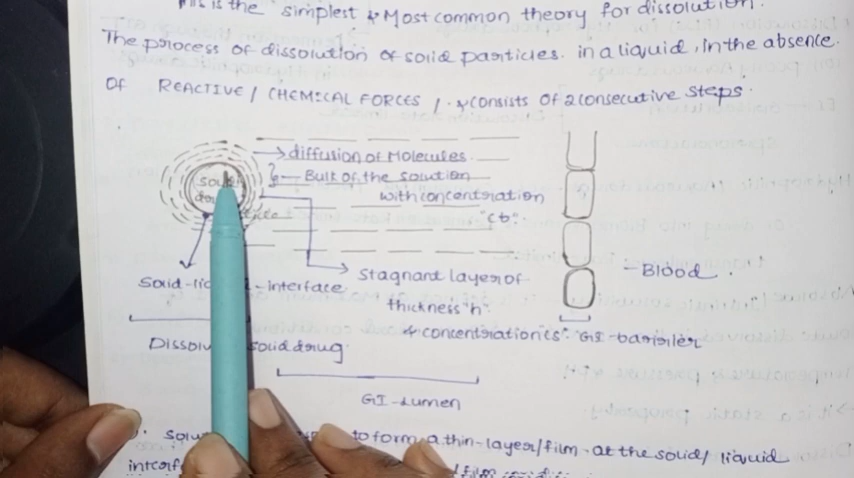 This is the simplest & Most common theory for dissolution.
The process of dissolution of solid particles. in a liquid, in the absence
OF REACTIVE / CHEMICAL FORCES /. & consists OF 2 consecutive steps.
→ diffusion of Molecules.
Bulk of the solution
with concentration
"cb".
Stagnant layer of
thickness "h".
& concentration "cs".
Solid-li -interface
Dissolu solid drug.
GI-Lumen
- Blood
GI-barrier
to form a thin-layer/film at the solid/ liquid
interf